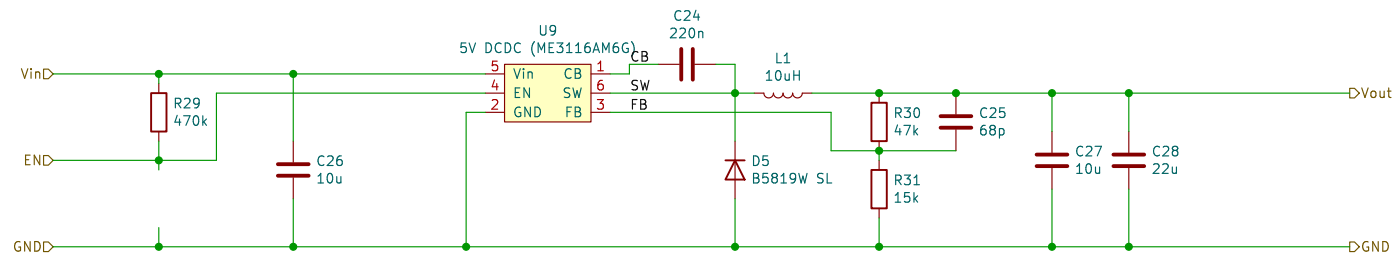 C24
220n
U9
5V DCDC (ME3116AM6G)
CB
L1
10uH
Vin
5
Vin
CB
1
4
EN
SW
6
SW
2
GND
FB
3
FB
Vout
R29
470k
R30
47k
C25
68p
EN
C26
10u
D5
B5819W SL
C27
10u
C28
22u
R31
15k
GND
GND